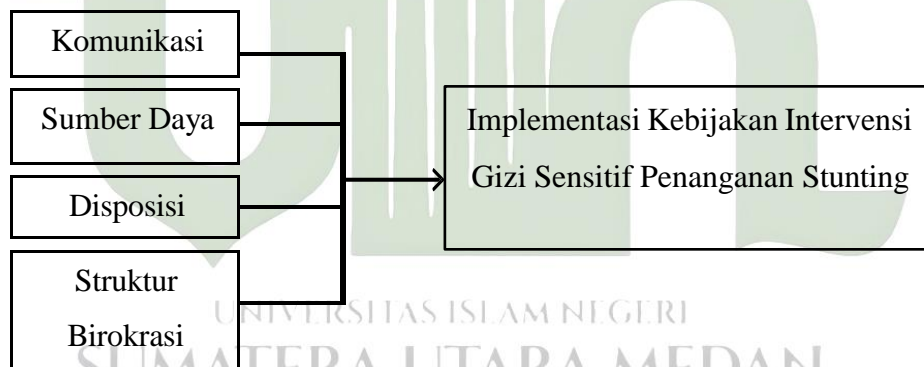 Komunikasi
Sumber Daya
Disposisi
Struktur
Birokrasi
Implementasi Kebijakan Intervensi
Gizi Sensitif Penanganan Stunting
UNIVERSITAS ISLAM NEGERI
SUMATERA UTARA MEDAN